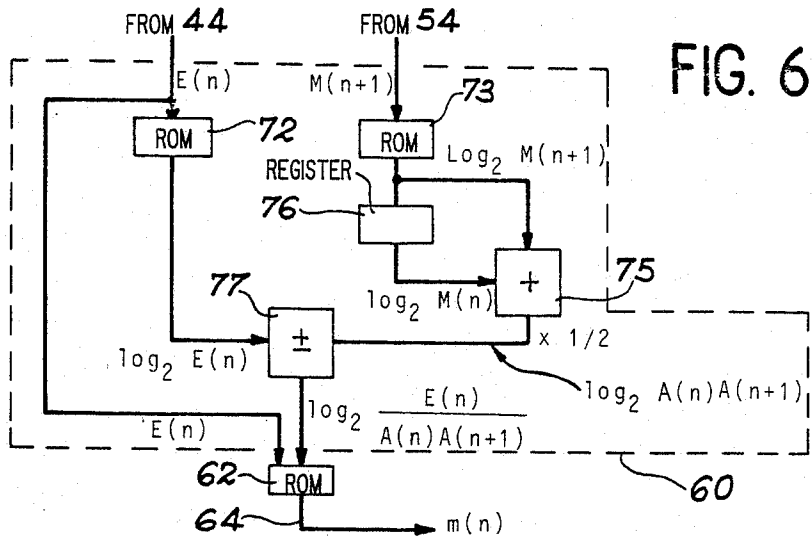 FROM 44
FROM 54
FIG. 6
E(n)
M(n+1)
ROM
72
ROM
73
Log2 M(n+1)
REGISTER
76
+
75
log2 M(n)
77
±
x 1/2
log2 E(n)
log2 A(n)A(n+1)
log2 E(n)
A(n)A(n+1)
E(n)
62
ROM
60
64
m(n)